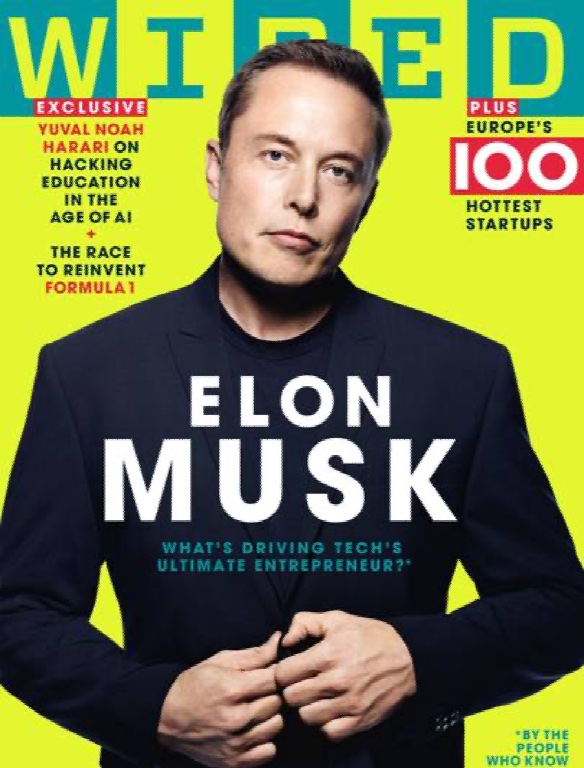 WIRED
EXCLUSIVE
YUVAL NOAH
HARARI ON
HACKING
EDUCATION
IN THE
AGE OF AI
+
THE RACE
TO REINVENT
FORMULA 1
PLUS
EUROPE'S
100
HOTTEST
STARTUPS
ELON
MUSK
WHAT'S DRIVING TECH'S
ULTIMATE ENTREPRENEUR?*
*BY THE
PEOPLE
WHO KNOW